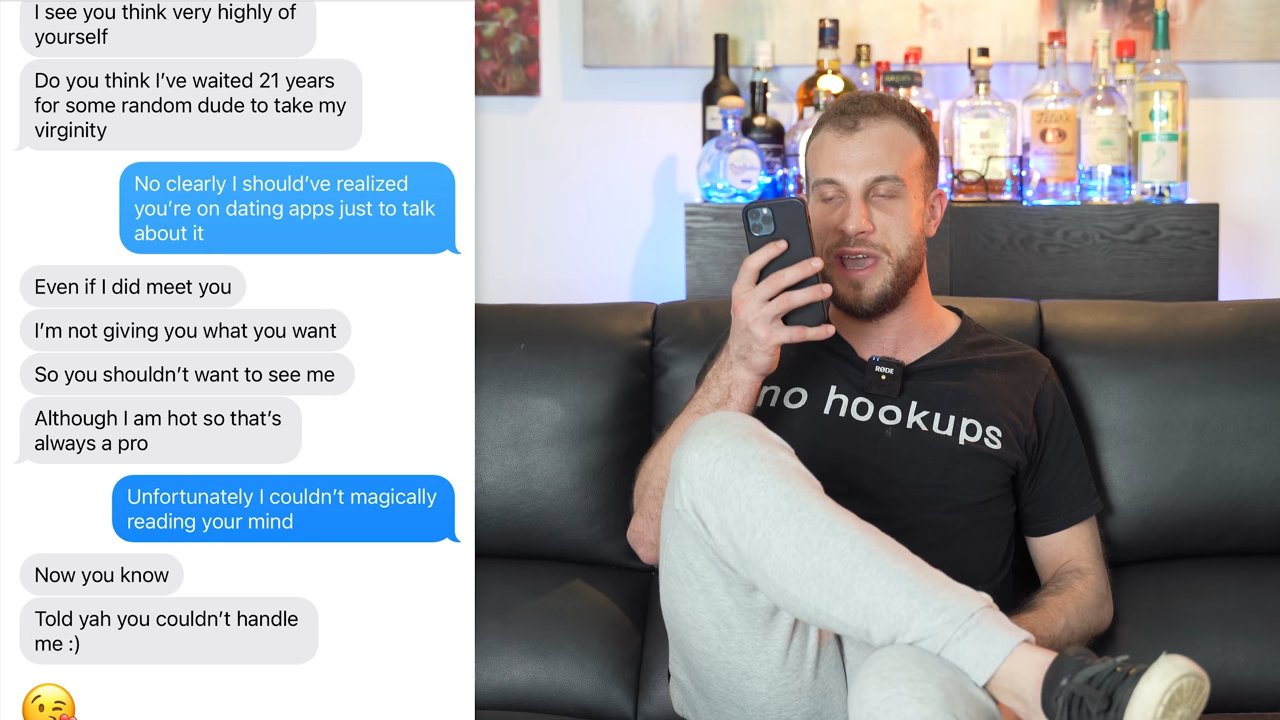 I see you think very highly of
yourself
Do you think I've waited 21 years
for some random dude to take my
virginity
No clearly I should've realized
you're on dating apps just to talk
about it
Even if I did meet you
I'm not giving you what you want
So you shouldn't want to see me
Although I am hot so that's
always a pro
Unfortunately I couldn't magically
reading your mind
Now you know
Told yah you couldn't handle
me :)
Tito's
Handmade
RØDE
no hookups